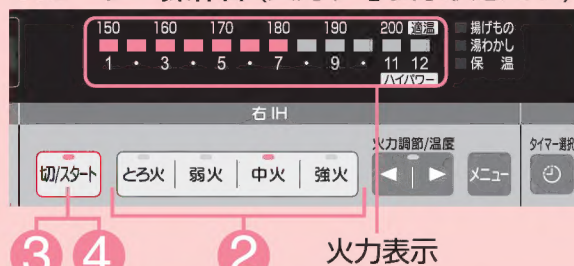 150 160 170 180 190 200 適温
揚げもの
湯わかし
保 温
1 ・ 3 ・ 5 ・ 7 ・ 9 ・ 11 12
ハイパワー
右 IH
火力調節/温度
タイマー選択
切/スタート
とろ火
弱火
中火
強火
◀ ▶
メニュー
3 4
2
火力表示